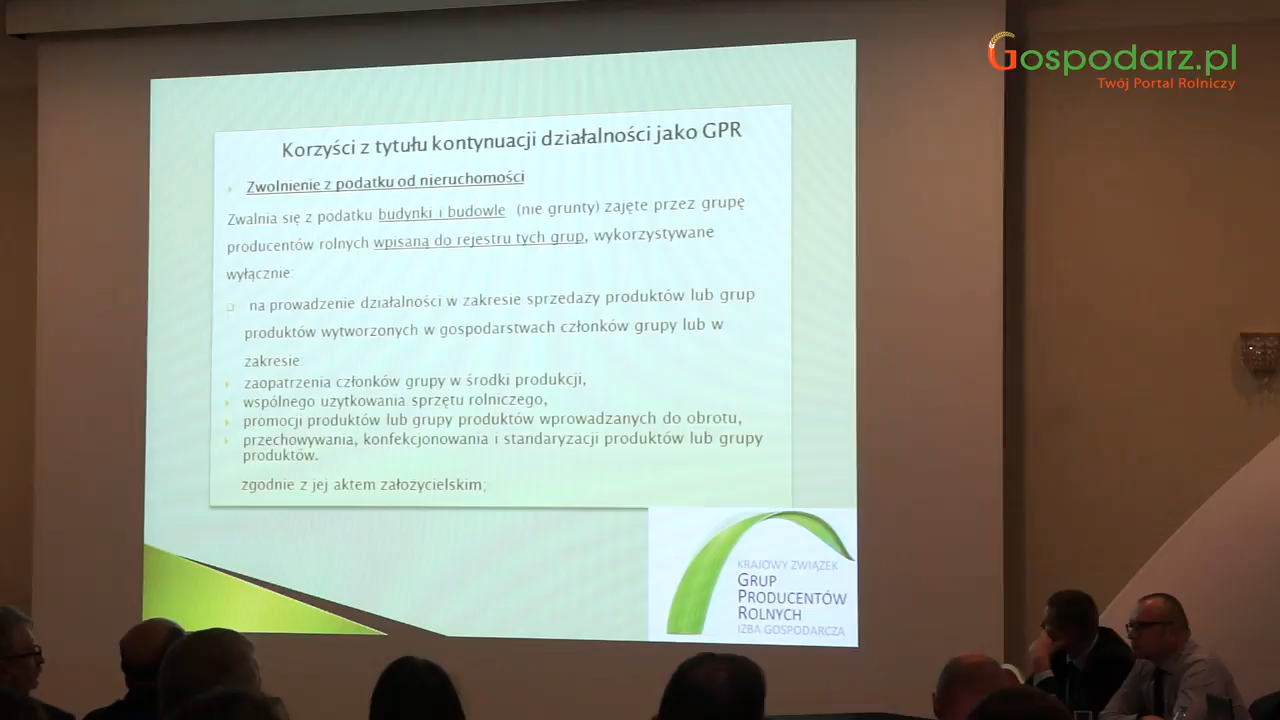 Gospodarz.pl
Twój Portal Rolniczy
Korzyści z tytułu kontynuacji działalności jako GPR
Zwolnienie z podatku od nieruchomości
Zwalnia się z podatku budynki i budowle (nie grunty) zajęte przez grupę
producentów rolnych wpisaną do rejestru tych grup, wykorzystywane
wyłącznie:
na prowadzenie działalności w zakresie sprzedaży produktów lub grup
produktów wytworzonych w gospodarstwach członków grupy lub w
zakresie:
zaopatrzenia członków grupy w środki produkcji,
wspólnego użytkowania sprzętu rolniczego,
promocji produktów lub grupy produktów wprowadzanych do obrotu,
przechowywania, konfekcjonowania i standaryzacji produktów lub grupy
produktów.
zgodnie z jej aktem założycielskim;
KRAJOWY ZWIĄZEK
GRUP
PRODUCENTÓW
ROLNYCH
IZBA GOSPODARCZA